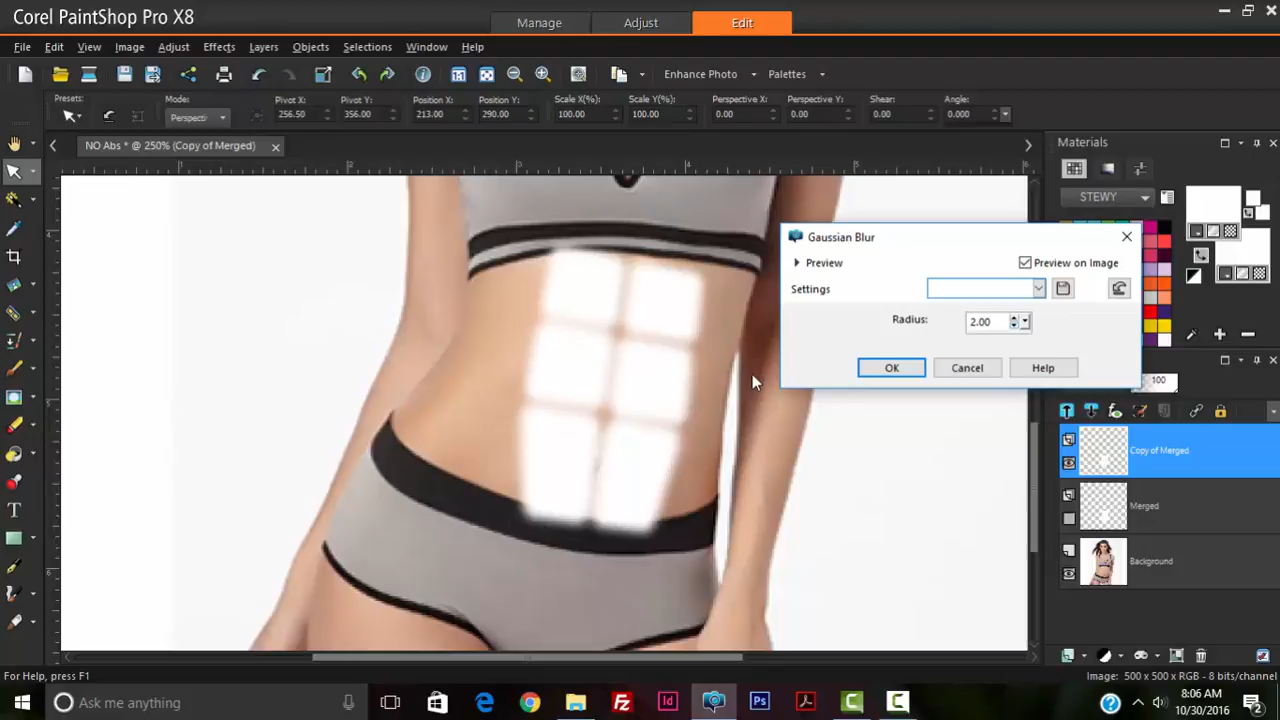 Corel PaintShop Pro X8
Manage Adjust Edit
File Edit View Image Adjust Effects Layers Objects Selections Window Help
Enhance Photo Palettes
Presets: Mode: Pivot X: Pivot Y: Position X: Position Y: Scale X(%): Scale Y(%): Perspective X: Perspective Y: Shear: Angle:
Perspecti 256.50 356.00 213.00 290.00 100.00 100.00 0.00 0.00 0.00 0.000
NO Abs * @ 250% (Copy of Merged)
Materials
STEWY
Gaussian Blur
Preview Preview on Image
Settings
Radius: 2.00
OK Cancel Help
100
Copy of Merged
Merged
Background
For Help, press F1
Image: 500 x 500 x RGB - 8 bits/channel
Ask me anything
8:06 AM
10/30/2016